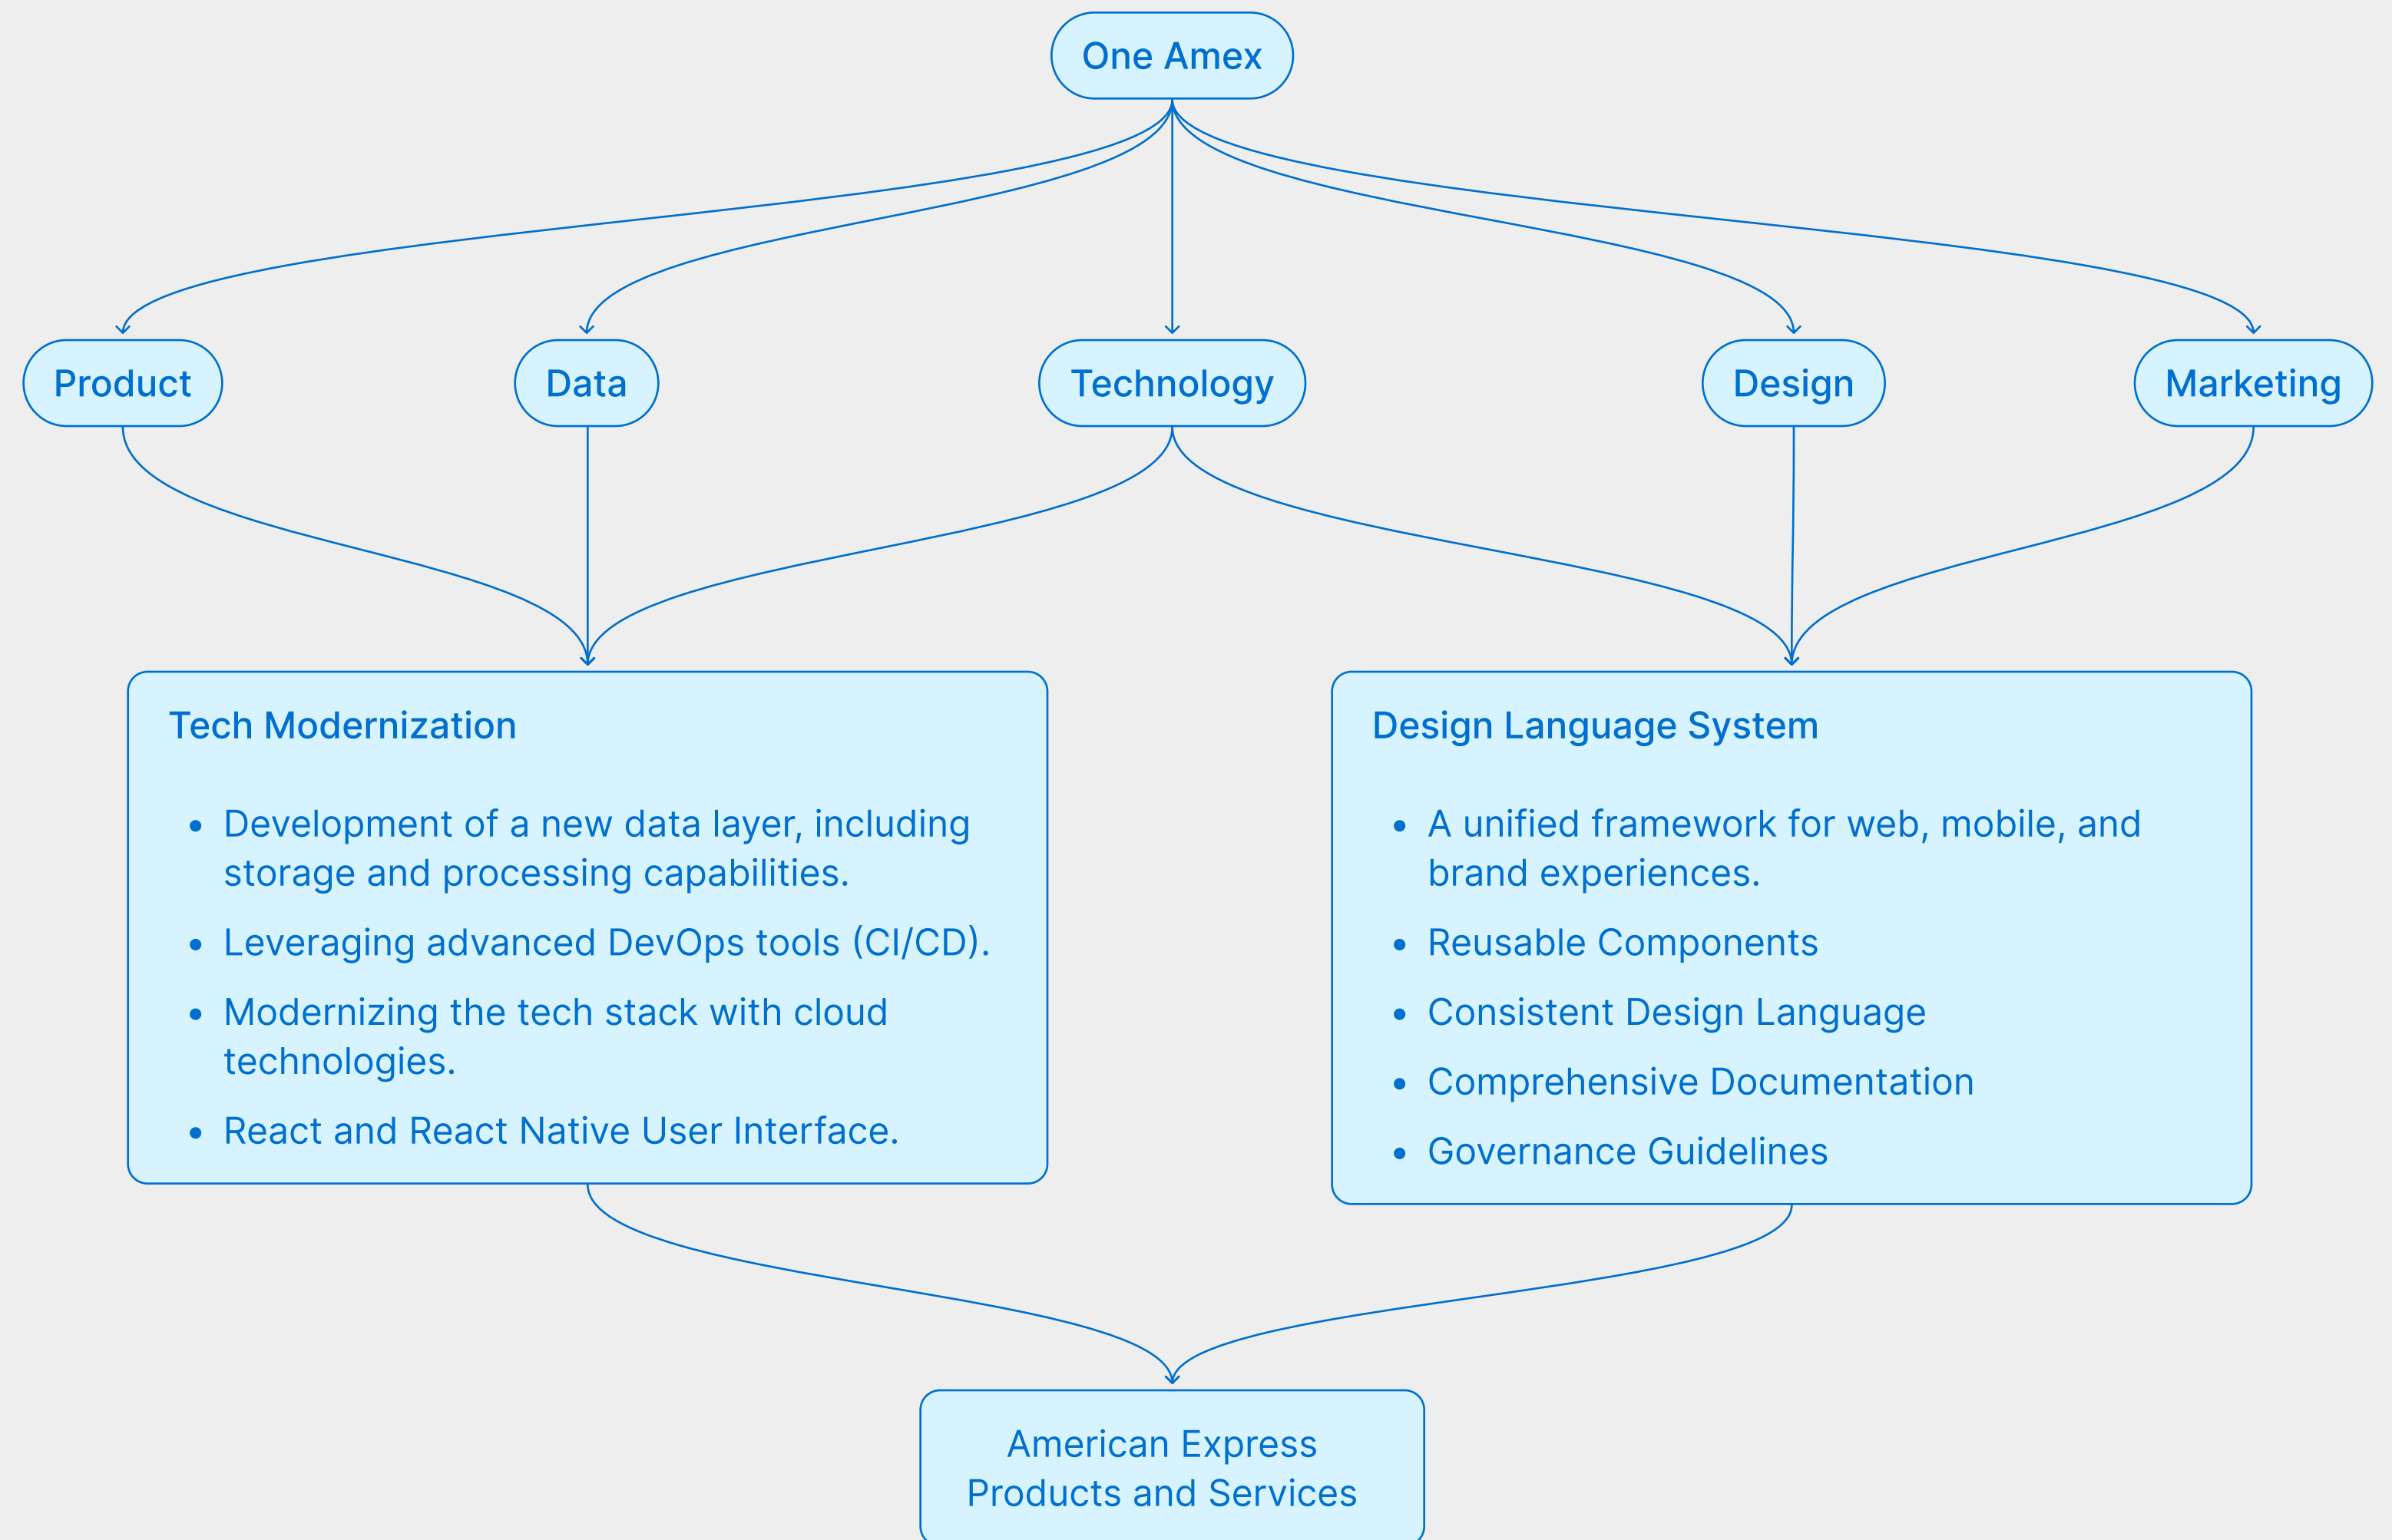 One Amex
Product
Data
Technology
Design
Marketing
Tech Modernization
• Development of a new data layer, including
storage and processing capabilities.
• Leveraging advanced DevOps tools (CI/CD).
• Modernizing the tech stack with cloud
technologies.
• React and React Native User Interface.
Design Language System
• A unified framework for web, mobile, and
brand experiences.
• Reusable Components
• Consistent Design Language
• Comprehensive Documentation
• Governance Guidelines
American Express
Products and Services